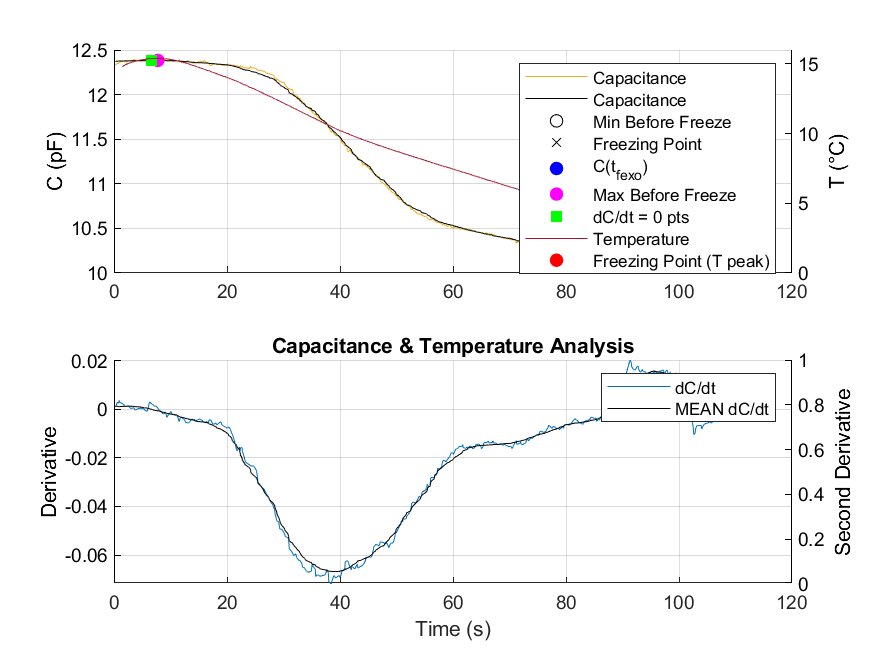 12.5
12
11.5
11
10.5
10
C (pF)
0
20
40
60
80
100
120
15
10
5
0
T (°C)
Capacitance
Capacitance
Min Before Freeze
Freezing Point
C(tfexo)
Max Before Freeze
dC/dt = 0 pts
Temperature
Freezing Point (T peak)
Capacitance & Temperature Analysis
0.02
0
-0.02
-0.04
-0.06
Derivative
0
20
40
60
80
100
120
Time (s)
1
0.8
0.6
0.4
0.2
0
Second Derivative
dC/dt
MEAN dC/dt